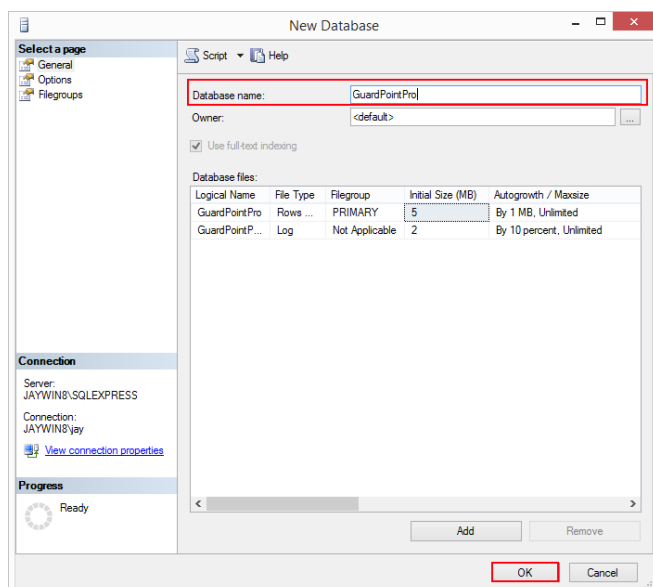 New Database
Select a page
General
Options
Filegroups
Script Help
Database name: GuardPointPro
Owner: <default> ...
Use full-text indexing
Database files:
Logical Name File Type Filegroup Initial Size (MB) Autogrowth / Maxsize
GuardPointPro Rows ... PRIMARY 5 By 1 MB, Unlimited
GuardPointP... Log Not Applicable 2 By 10 percent, Unlimited
Connection
Server:
JAYWIN8\SQLEXPRESS
Connection:
JAYWIN8\jay
View connection properties
Progress
Ready
Add Remove
OK Cancel